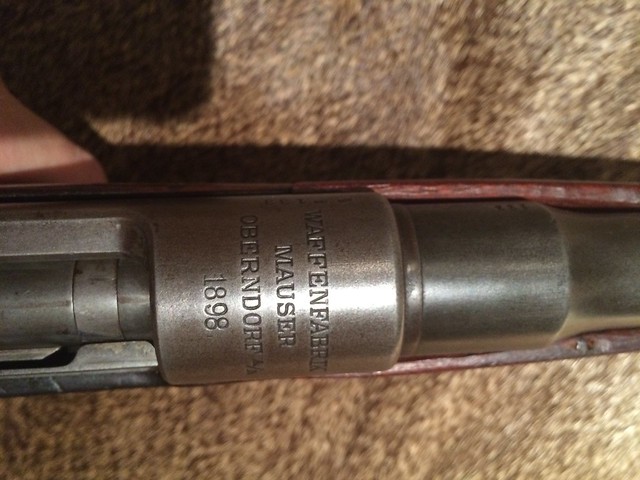 WAFFENFABRIK
MAUSER
OBERNDORF A/N
1898